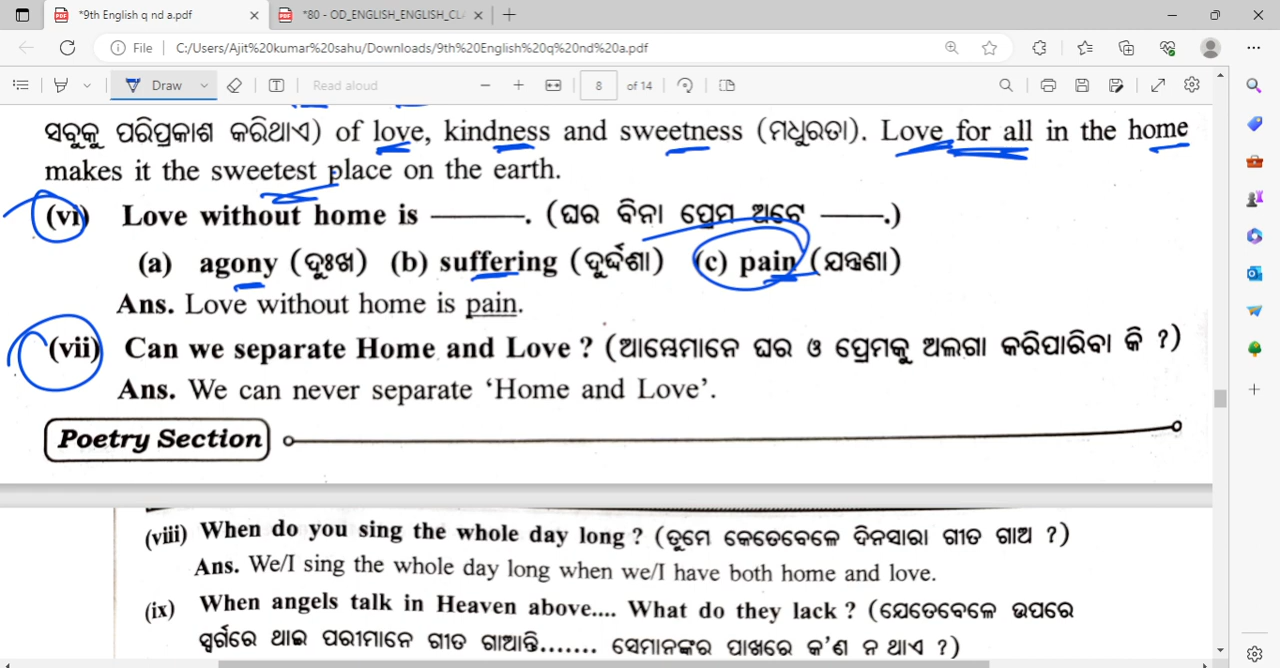 *9th English q nd a.pdf
*80 - OD_ENGLISH_ENGLISH_CLA
File C:/Users/Ajit%20kumar%20sahu/Downloads/9th%20English%20q%20nd%20a.pdf
Draw Read aloud 8 of 14
ସବୁକୁ ପରିପ୍ରକାଶ କରିଥାଏ) of love, kindness and sweetness (ମଧୁରତା). Love for all in the home
makes it the sweetest place on the earth.
(vi) Love without home is ———. (ଘର ବିନା ପ୍ରେମ ଅଟେ ———.)
(a) agony (ଦୁଃଖ) (b) suffering (ଦୁର୍ଦ୍ଦଶା) (c) pain (ଯନ୍ତ୍ରଣା)
Ans. Love without home is pain.
(vii) Can we separate Home and Love ? (ଆମ୍ଭେମାନେ ଘର ଓ ପ୍ରେମକୁ ଅଲଗା କରିପାରିବା କି ?)
Ans. We can never separate ‘Home and Love’.
Poetry Section
(viii) When do you sing the whole day long ? (ତୁମେ କେତେବେଳେ ଦିନସାରା ଗୀତ ଗାଅ ?)
Ans. We/I sing the whole day long when we/I have both home and love.
(ix) When angels talk in Heaven above.... What do they lack ? (ଯେତେବେଳେ ଉପରେ
ସ୍ୱର୍ଗରେ ଥାଇ ପରୀମାନେ ଗୀତ ଗାଆନ୍ତି....... ସେମାନଙ୍କର ପାଖରେ କ'ଣ ନ ଥାଏ ?)